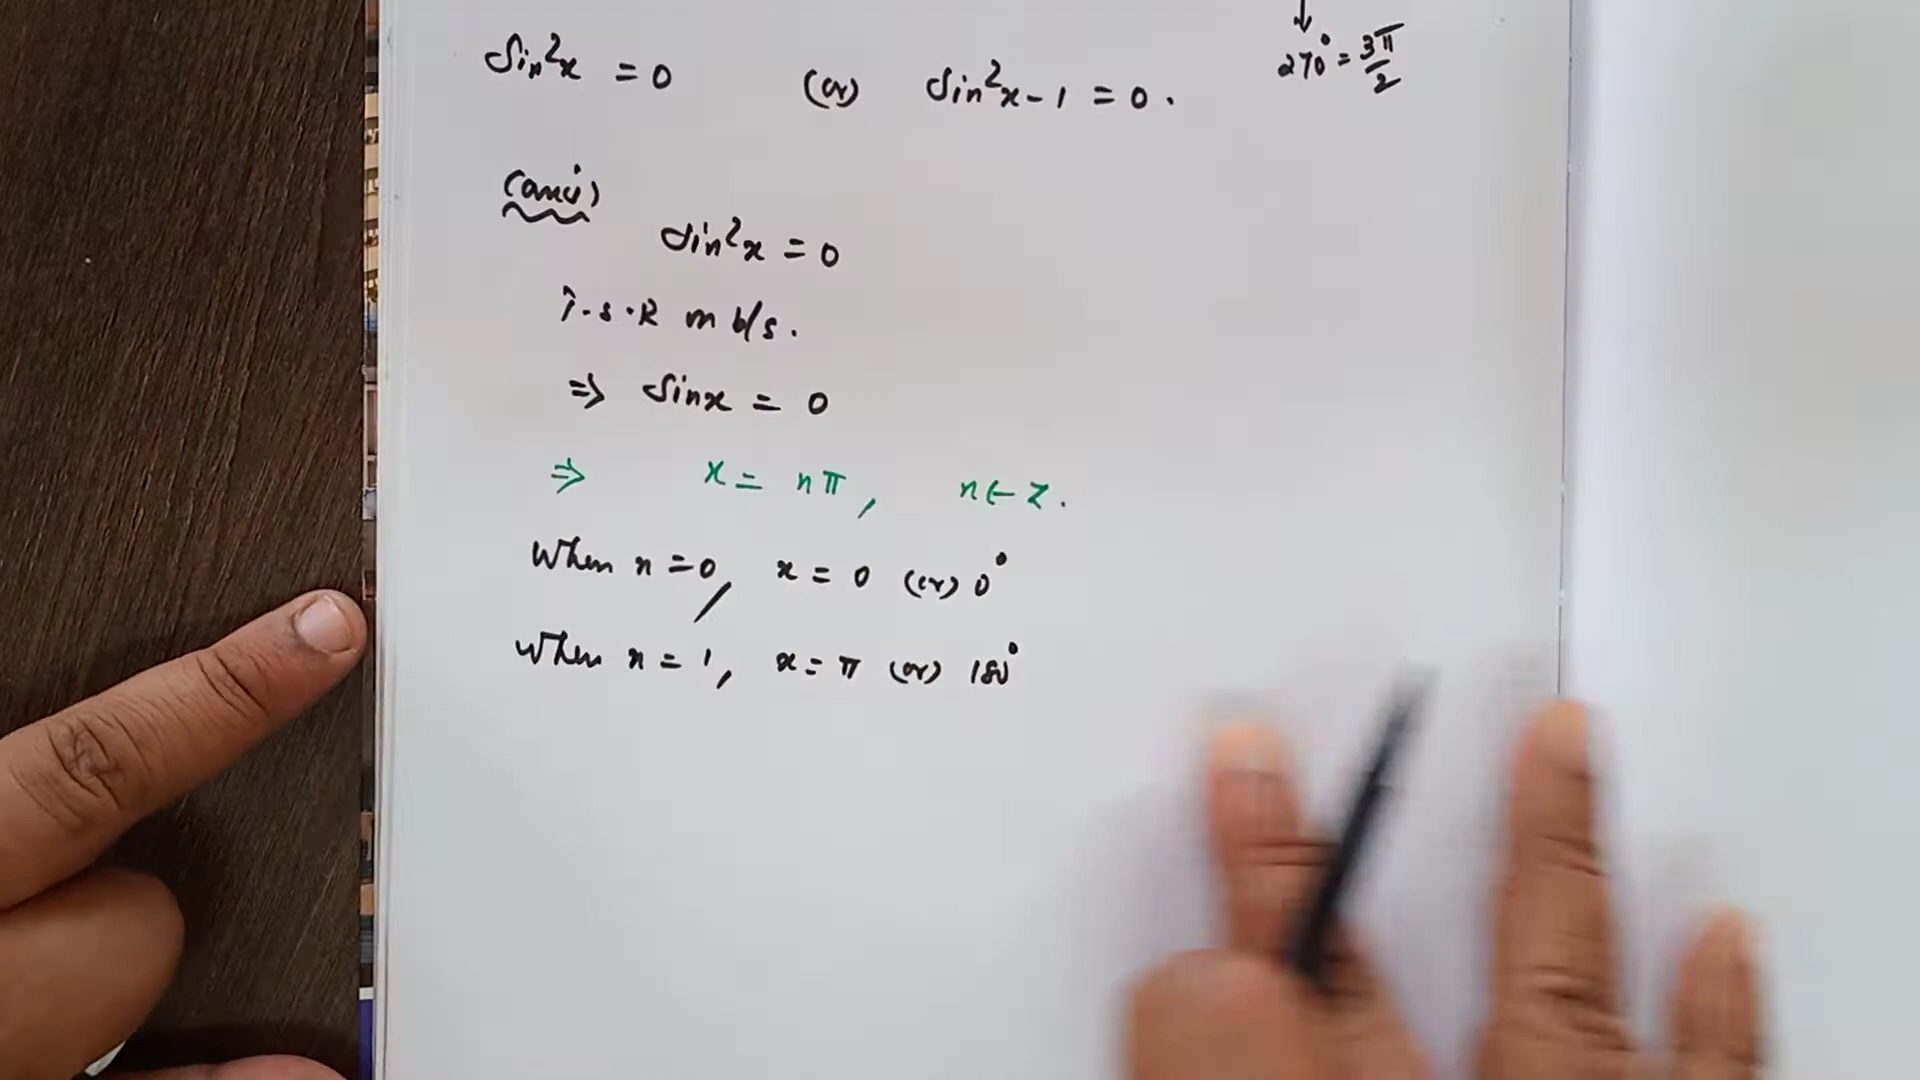 ↓
270° = 3π/2
Sin²x = 0 (or) Sin²x - 1 = 0.
Case i)
Sin²x = 0
T.S.R on b/s.
⇒ Sinx = 0
⇒ x = nπ, n ∈ Z.
When n = 0, x = 0 (or) 0°
When n = 1, x = π (or) 180°